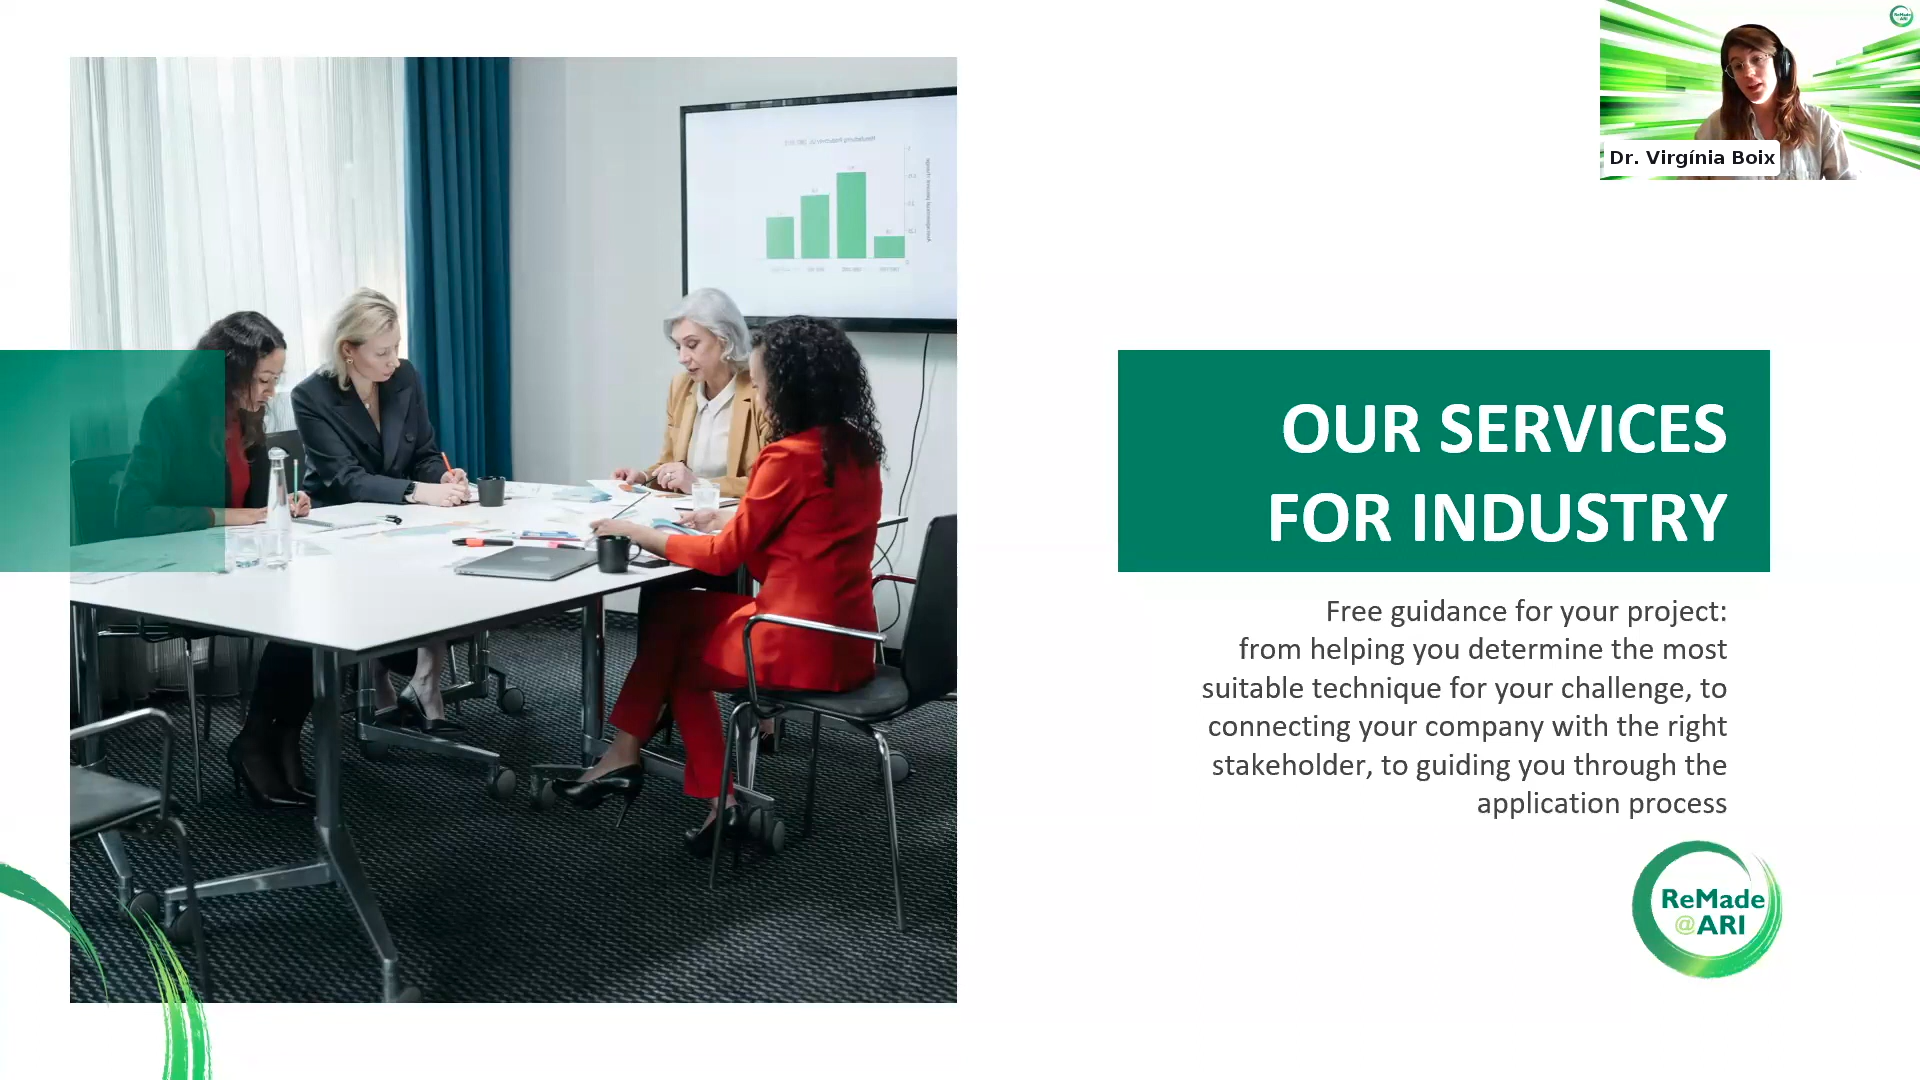 Dr. Virgínia Boix
OUR SERVICES
FOR INDUSTRY
Free guidance for your project:
from helping you determine the most
suitable technique for your challenge, to
connecting your company with the right
stakeholder, to guiding you through the
application process
ReMade
@ARI